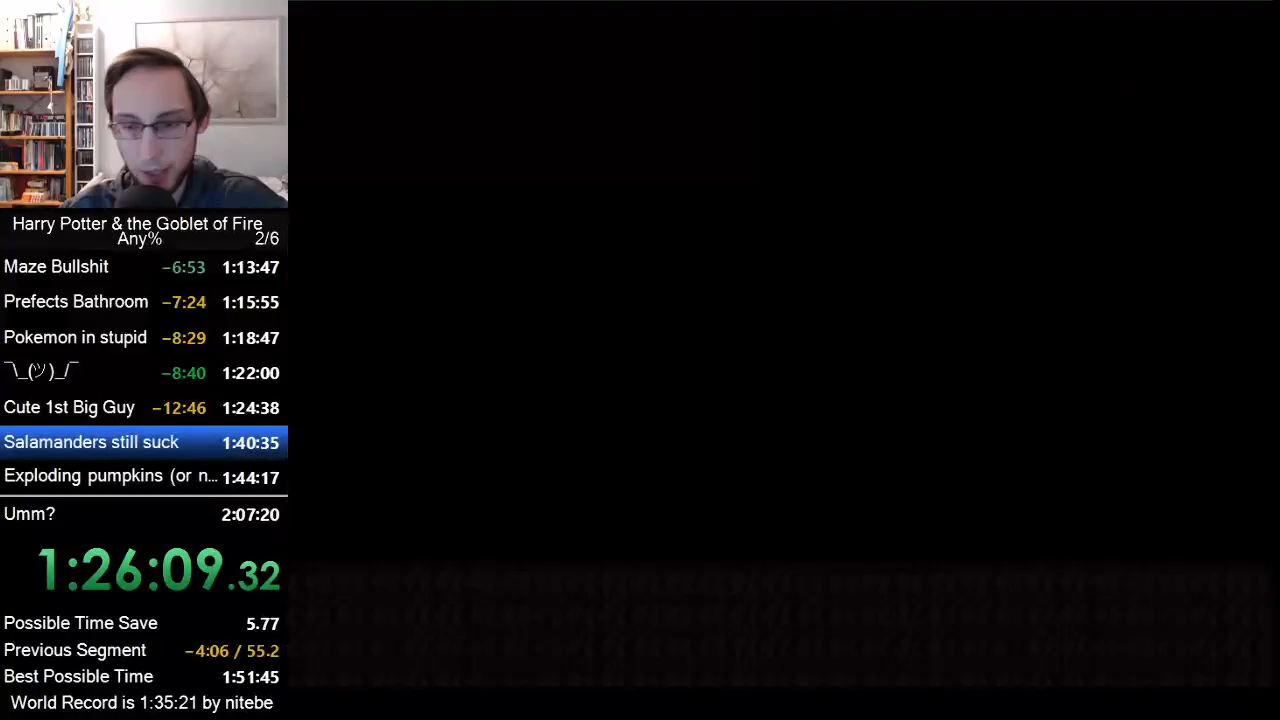 Harry Potter & the Goblet of Fire
Any% 2/6
Maze Bullshit −6:53 1:13:47
Prefects Bathroom −7:24 1:15:55
Pokemon in stupid −8:29 1:18:47
¯\_(ツ)_/¯ −8:40 1:22:00
Cute 1st Big Guy −12:46 1:24:38
Salamanders still suck 1:40:35
Exploding pumpkins (or n... 1:44:17
Umm? 2:07:20
1:26:09.32
Possible Time Save 5.77
Previous Segment −4:06 / 55.2
Best Possible Time 1:51:45
World Record is 1:35:21 by nitebe